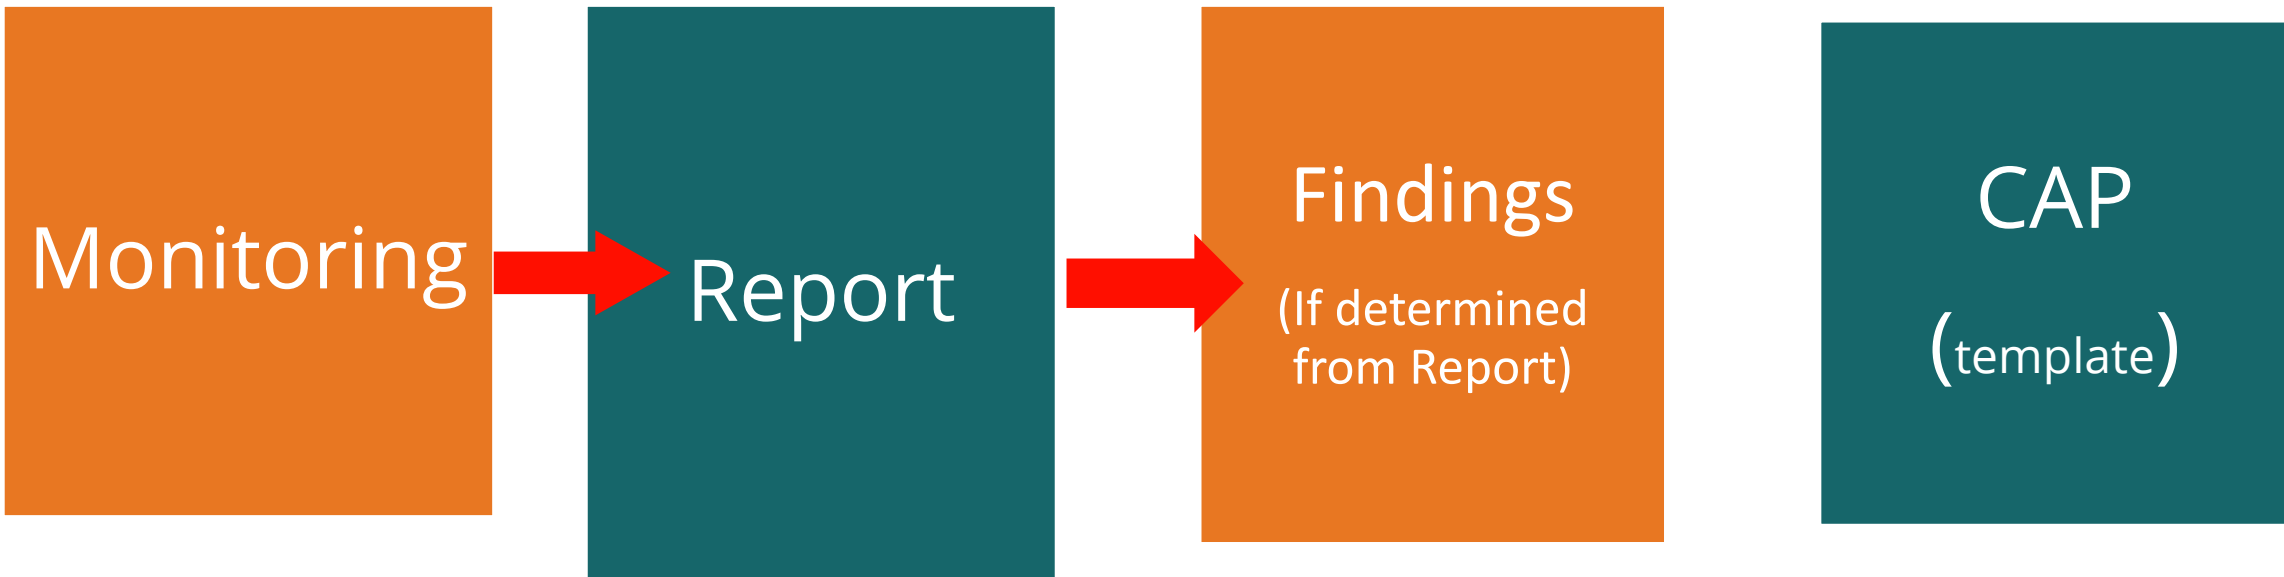 Monitoring
Report
Findings
(If determined
from Report)
CAP
(template)